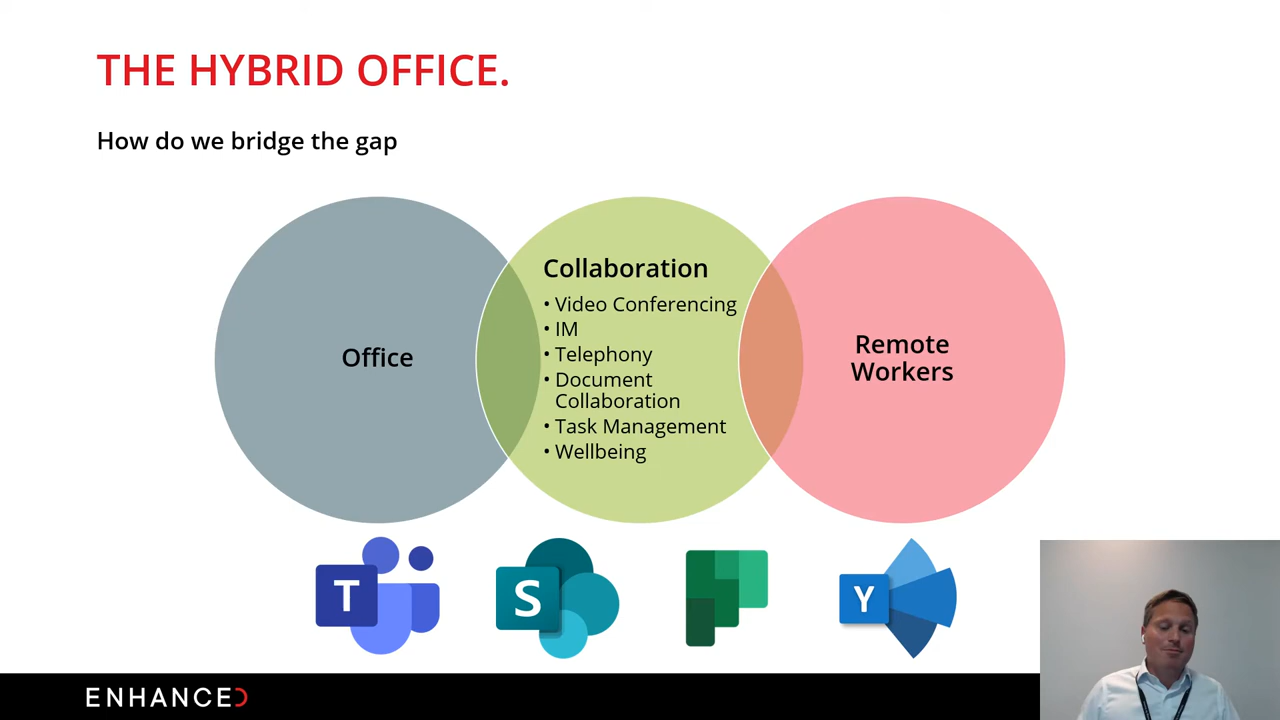 THE HYBRID OFFICE.
How do we bridge the gap
Office
Collaboration
• Video Conferencing
• IM
• Telephony
• Document
Collaboration
• Task Management
• Wellbeing
Remote
Workers
T
S
Y
ENHANCED